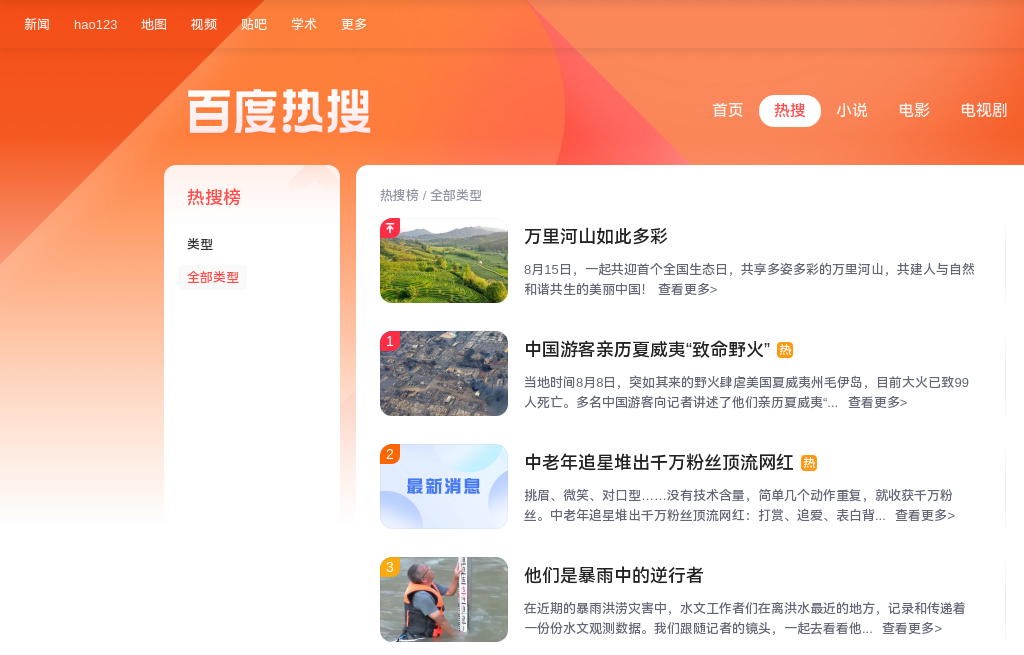 新闻 hao123 地图 视频 贴吧 学术 更多
百度热搜
首页 热搜 小说 电影 电视剧
热搜榜
类型
全部类型
热搜榜 / 全部类型
万里河山如此多彩
8月15日，一起共迎首个全国生态日，共享多姿多彩的万里河山，共建人与自然
和谐共生的美丽中国！ 查看更多>
1
中国游客亲历夏威夷“致命野火” 热
当地时间8月8日，突如其来的野火肆虐美国夏威夷州毛伊岛，目前大火已致99
人死亡。多名中国游客向记者讲述了他们亲历夏威夷“... 查看更多>
2
最新消息
中老年追星堆出千万粉丝顶流网红 热
挑眉、微笑、对口型……没有技术含量，简单几个动作重复，就收获千万粉
丝。中老年追星堆出千万粉丝顶流网红：打赏、追爱、表白背... 查看更多>
3
他们是暴雨中的逆行者
在近期的暴雨洪涝灾害中，水文工作者们在离洪水最近的地方，记录和传递着
一份份水文观测数据。我们跟随记者的镜头，一起去看看他... 查看更多>